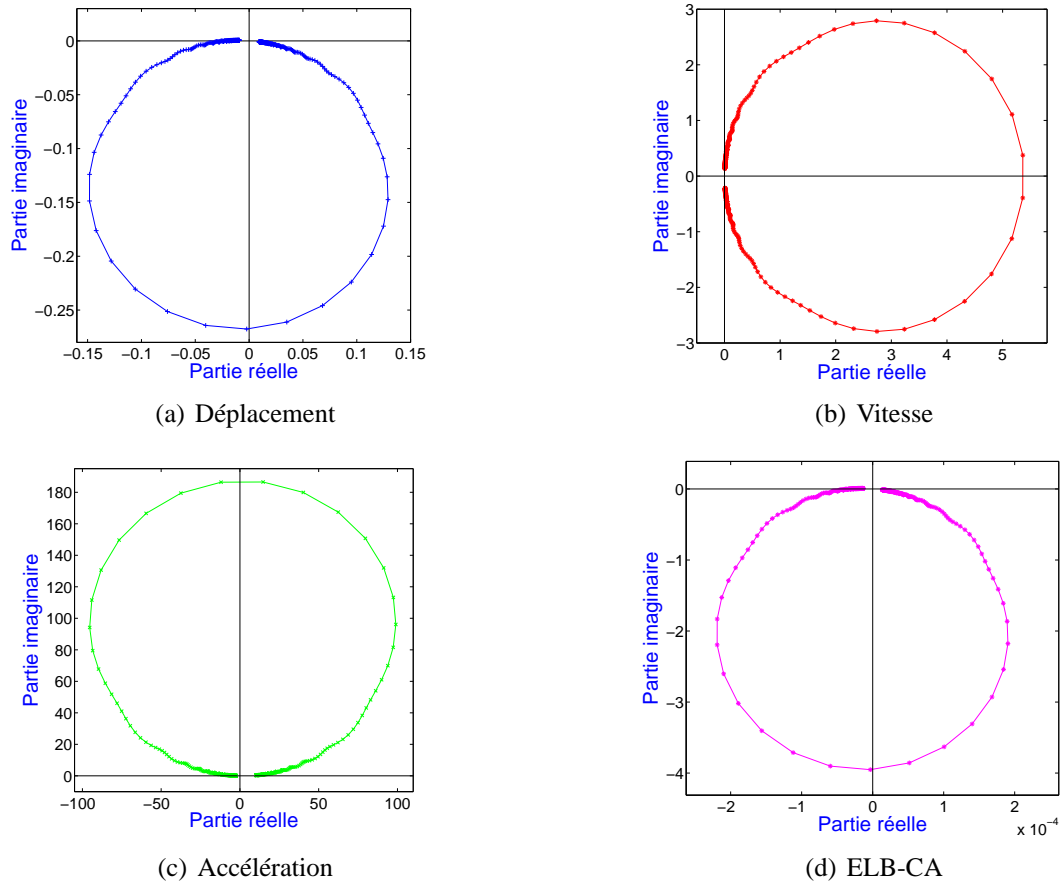 0
−0.05
−0.1
−0.15
−0.2
−0.25
Partie imaginaire
−0.15 −0.1 −0.05 0 0.05 0.1 0.15
Partie réelle
(a) Déplacement
3
2
1
0
−1
−2
−3
Partie imaginaire
0 1 2 3 4 5
Partie réelle
(b) Vitesse
180
160
140
120
100
80
60
40
20
0
Partie imaginaire
−100 −50 0 50 100
Partie réelle
(c) Accélération
0
−1
−2
−3
−4
Partie imaginaire
−2 −1 0 1 2
x 10⁻⁴
Partie réelle
(d) ELB-CA